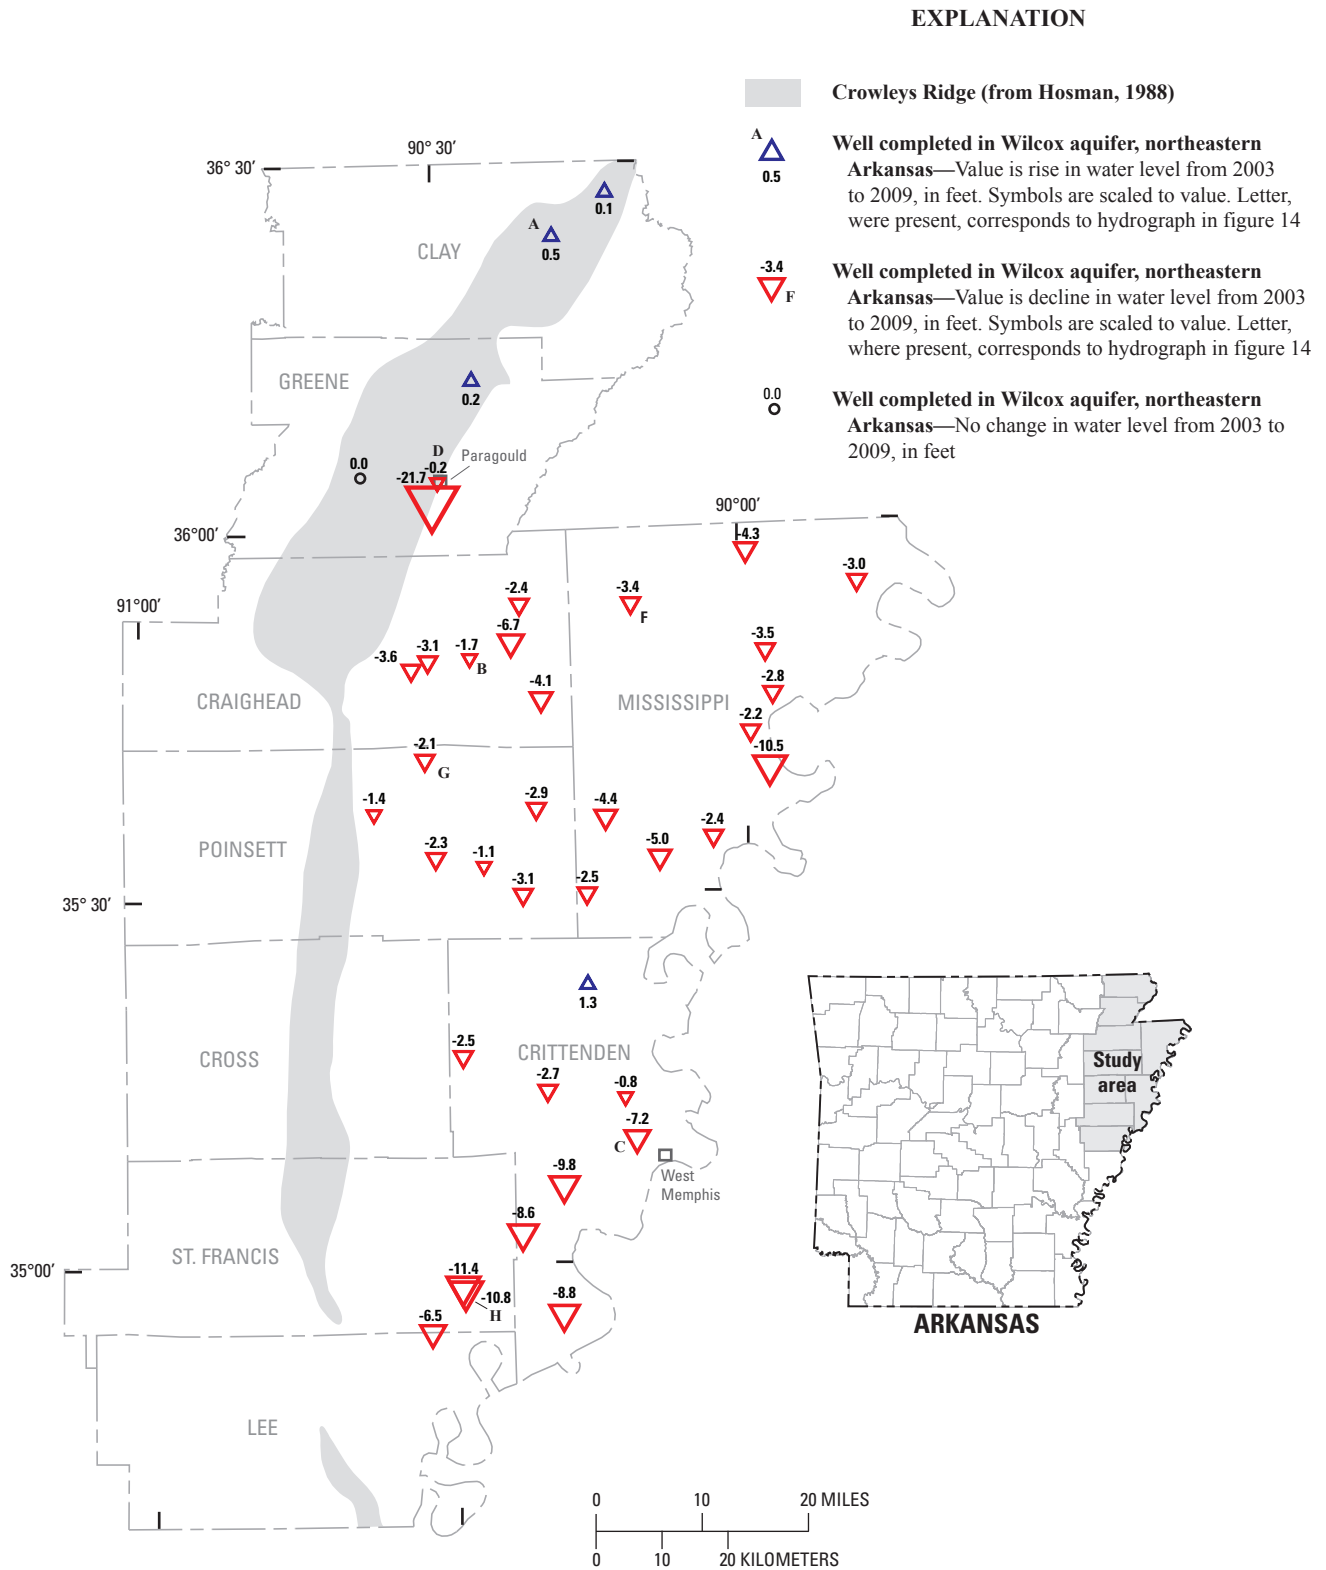 EXPLANATION
Crowleys Ridge (from Hosman, 1988)
A
0.5
Well completed in Wilcox aquifer, northeastern
Arkansas—Value is rise in water level from 2003
to 2009, in feet. Symbols are scaled to value. Letter,
were present, corresponds to hydrograph in figure 14
-3.4
F
Well completed in Wilcox aquifer, northeastern
Arkansas—Value is decline in water level from 2003
to 2009, in feet. Symbols are scaled to value. Letter,
where present, corresponds to hydrograph in figure 14
0.0
Well completed in Wilcox aquifer, northeastern
Arkansas—No change in water level from 2003 to
2009, in feet
90° 30′
36° 30′
0.1
A
0.5
CLAY
GREENE
0.2
D
Paragould
0.0
-0.2
-21.7
90°00′
36°00′
-4.3
-3.0
-2.4
-3.4
F
91°00′
-6.7
-3.5
-3.6
-3.1
-1.7
B
-4.1
-2.8
CRAIGHEAD
MISSISSIPPI
-2.2
-2.1
G
-10.5
-1.4
-2.9
-4.4
-2.4
POINSETT
-2.3
-1.1
-5.0
-3.1
-2.5
35° 30′
1.3
CROSS
-2.5
CRITTENDEN
-2.7
-0.8
-7.2
C
West
Memphis
-9.8
-8.6
ST. FRANCIS
35°00′
-11.4
-10.8
H
-8.8
-6.5
LEE
Study
area
ARKANSAS
0
10
20 MILES
0
10
20 KILOMETERS